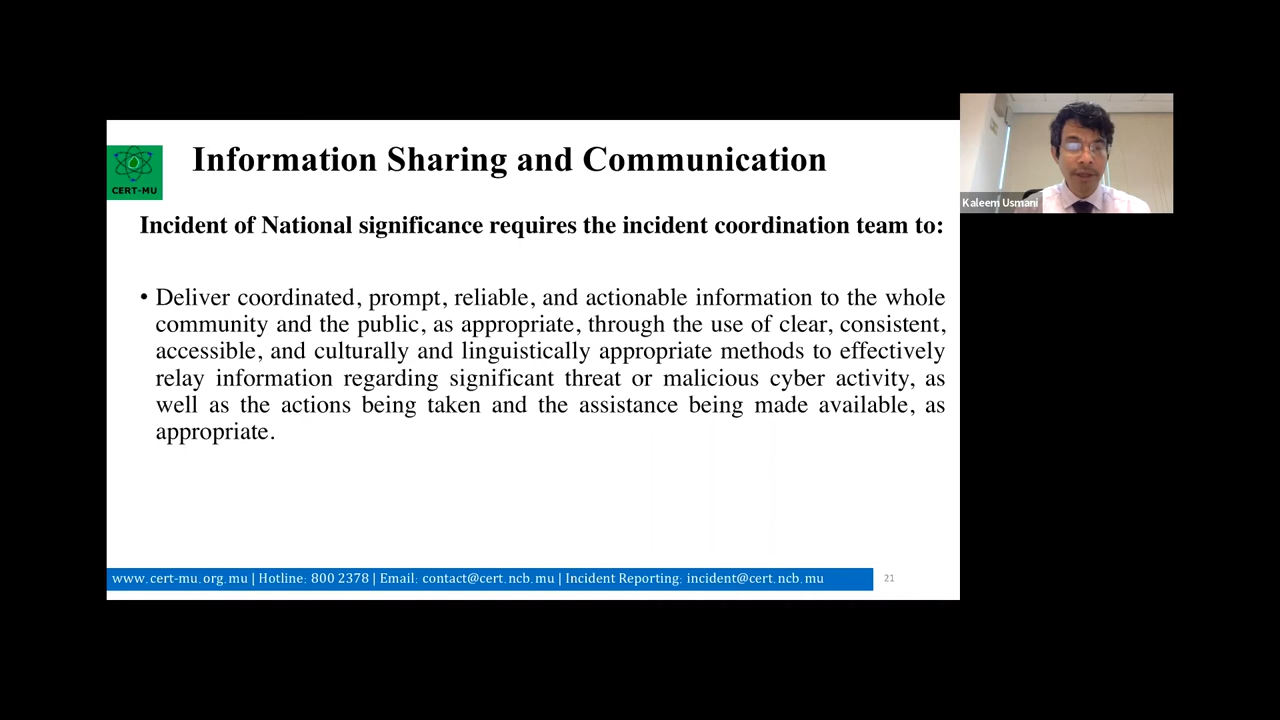 Information Sharing and Communication
CERT-MU
Incident of National significance requires the incident coordination team to:
• Deliver coordinated, prompt, reliable, and actionable information to the whole
community and the public, as appropriate, through the use of clear, consistent,
accessible, and culturally and linguistically appropriate methods to effectively
relay information regarding significant threat or malicious cyber activity, as
well as the actions being taken and the assistance being made available, as
appropriate.
www.cert-mu.org.mu | Hotline: 800 2378 | Email: contact@cert.ncb.mu | Incident Reporting: incident@cert.ncb.mu
21
Kaleem Usmani